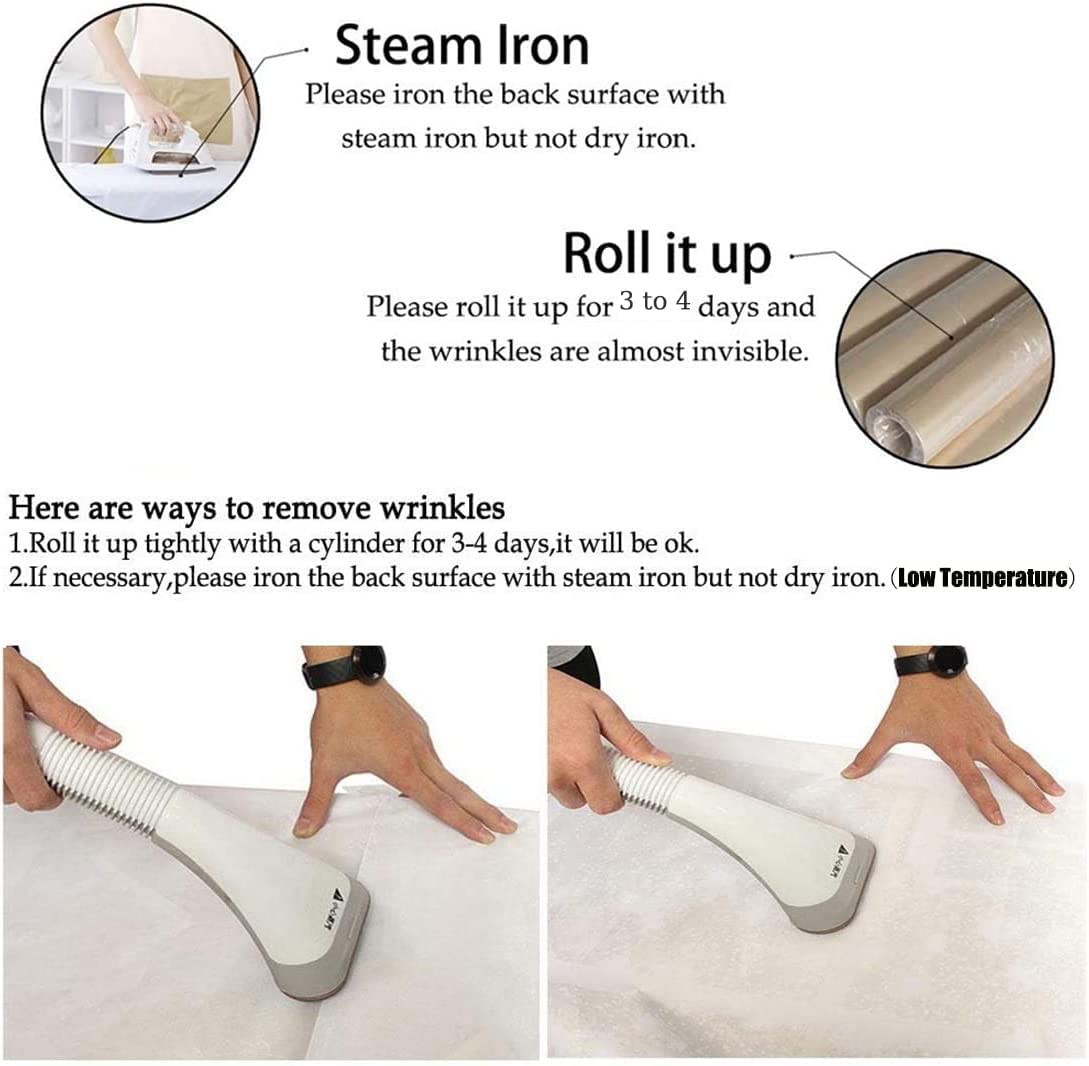 Steam Iron
Please iron the back surface with
steam iron but not dry iron.
Roll it up
Please roll it up for 3 to 4 days and
the wrinkles are almost invisible.
Here are ways to remove wrinkles
1.Roll it up tightly with a cylinder for 3-4 days,it will be ok.
2.If necessary,please iron the back surface with steam iron but not dry iron.(Low Temperature)